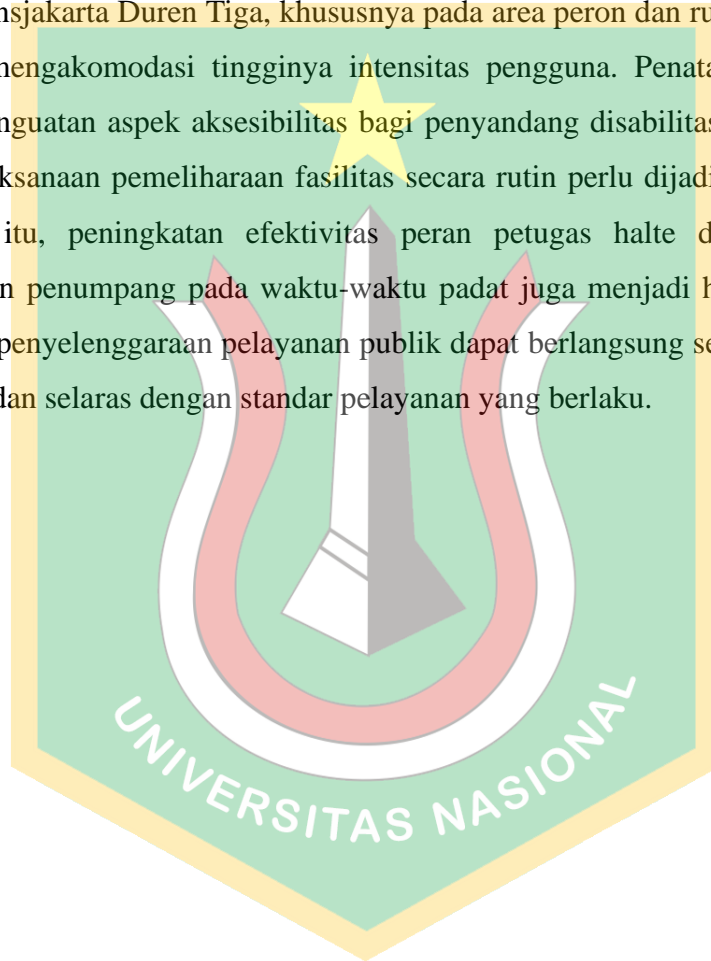 nsjakarta Duren Tiga, khususnya pada area peron dan ru
mengakomodasi tingginya intensitas pengguna. Penata
nguatan aspek aksesibilitas bagi penyandang disabilitas
ksanaan pemeliharaan fasilitas secara rutin perlu dijadi
itu, peningkatan efektivitas peran petugas halte d
n penumpang pada waktu-waktu padat juga menjadi h
penyelenggaraan pelayanan publik dapat berlangsung se
dan selaras dengan standar pelayanan yang berlaku.
UNIVERSITAS NASIONAL